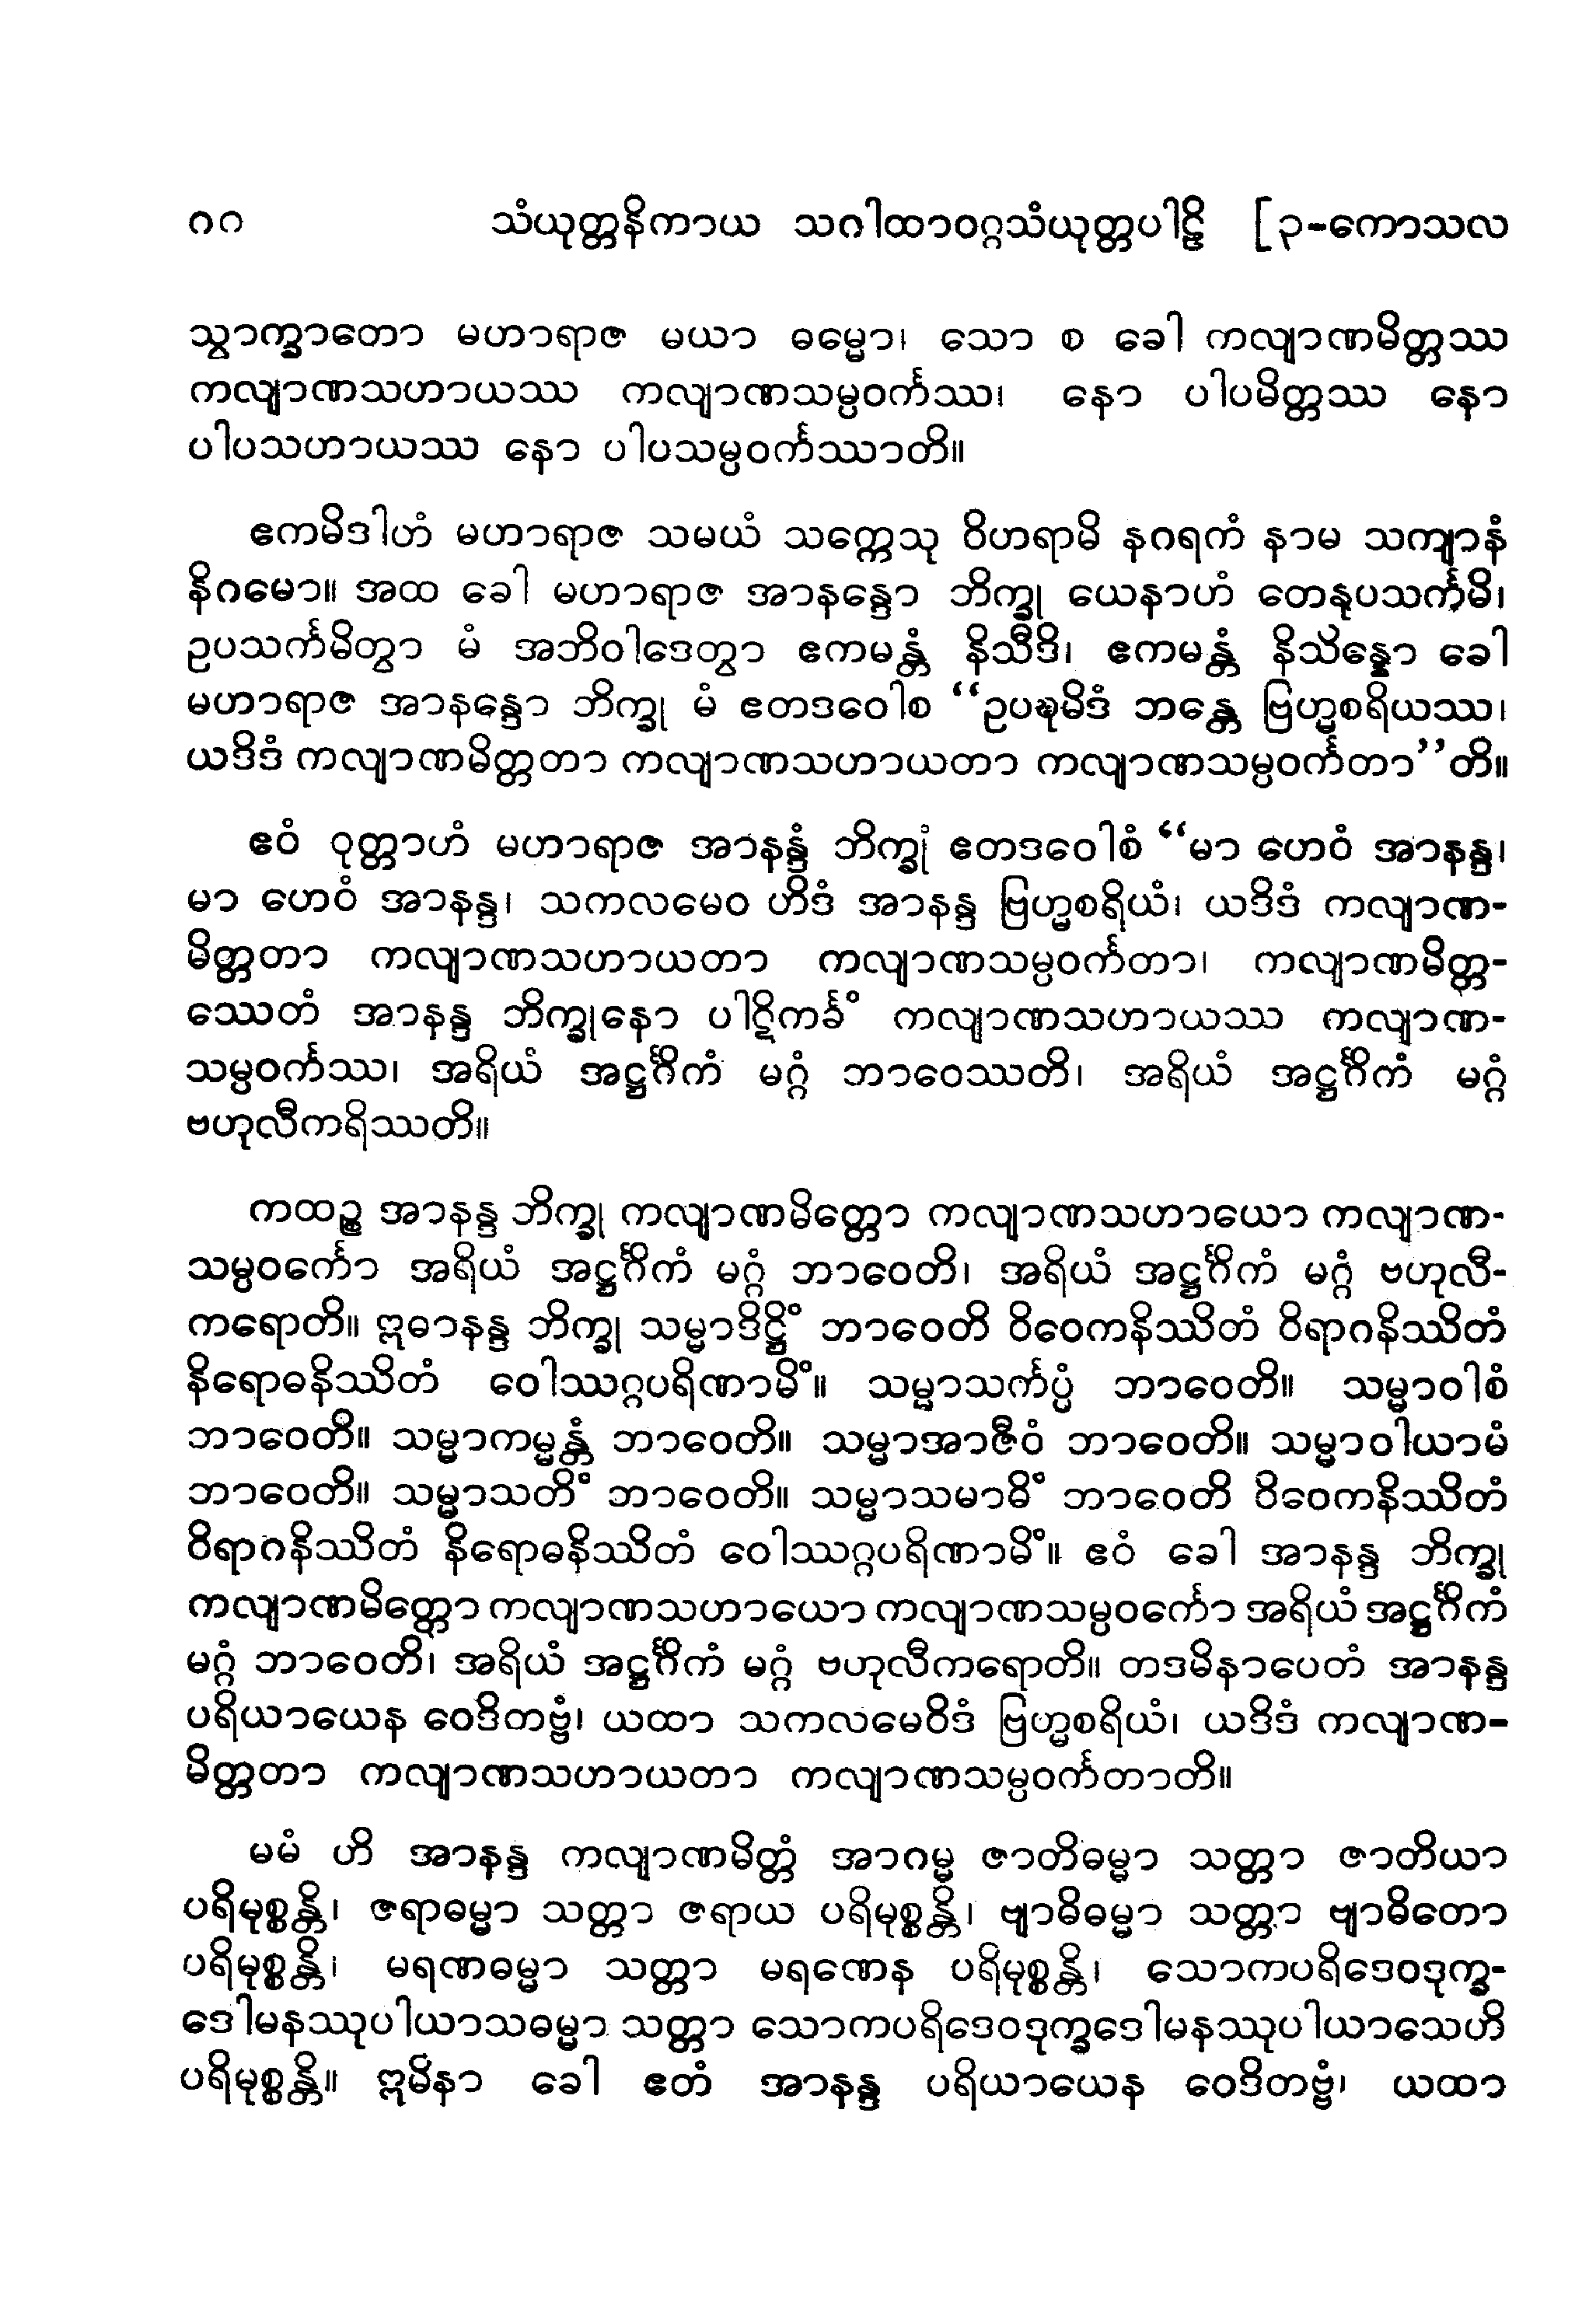 ၈၈ သံယုတ္တနိကာယ သဂါထာဝဂ္ဂသံယုတ္တပါဠိ [၃-ကောသလ
သွာက္ခာတော မဟာရာဇ မယာ ဓမ္မော၊ သော စ ခေါ ကလျာဏမိတ္တဿ
ကလျာဏသဟာယဿ ကလျာဏသမ္ပဝင်္ကဿ၊ နော ပါပမိတ္တဿ နော
ပါပသဟာယဿ နော ပါပသမ္ပဝင်္ကဿာတိ။
ဧကမိဒါဟံ မဟာရာဇ သမယံ သက္ကေသု ဝိဟရာမိ နဂရကံ နာမ သကျာနံ
နိဂမော။ အထ ခေါ မဟာရာဇ အာနန္ဒော ဘိက္ခု ယေနာဟံ တေနုပသင်္ကမိ၊
ဥပသင်္ကမိတွာ မံ အဘိဝါဒေတွာ ဧကမန္တံ နိသီဒိ၊ ဧကမန္တံ နိသိန္နော ခေါ
မဟာရာဇ အာနန္ဒော ဘိက္ခု မံ ဧတဒဝေါစ “ဥပဍ္ဎမိဒံ ဘန္တေ ဗြဟ္မစရိယဿ၊
ယဒိဒံ ကလျာဏမိတ္တတာ ကလျာဏသဟာယတာ ကလျာဏသမ္ပဝင်္ကတာ”တိ။
ဧဝံ ဝုတ္တာဟံ မဟာရာဇ အာနန္ဒံ ဘိက္ခုံ ဧတဒဝေါစံ “မာ ဟေဝံ အာနန္ဒ၊
မာ ဟေဝံ အာနန္ဒ၊ သကလမေဝ ဟိဒံ အာနန္ဒ ဗြဟ္မစရိယံ၊ ယဒိဒံ ကလျာဏ-
မိတ္တတာ ကလျာဏသဟာယတာ ကလျာဏသမ္ပဝင်္ကတာ၊ ကလျာဏမိတ္တ-
ဿေတံ အာနန္ဒ ဘိက္ခုနော ပါဋိကင်္ခံ ကလျာဏသဟာယဿ ကလျာဏ-
သမ္ပဝင်္ကဿ၊ အရိယံ အဋ္ဌင်္ဂိကံ မဂ္ဂံ ဘာဝေဿတိ၊ အရိယံ အဋ္ဌင်္ဂိကံ မဂ္ဂံ
ဗဟုလီကရိဿတိ။
ကထဉ္စ အာနန္ဒ ဘိက္ခု ကလျာဏမိတ္တော ကလျာဏသဟာယော ကလျာဏ-
သမ္ပဝင်္ကော အရိယံ အဋ္ဌင်္ဂိကံ မဂ္ဂံ ဘာဝေတိ၊ အရိယံ အဋ္ဌင်္ဂိကံ မဂ္ဂံ ဗဟုလီ-
ကရောတိ။ ဣဓာနန္ဒ ဘိက္ခု သမ္မာဒိဋ္ဌိံ ဘာဝေတိ ဝိဝေကနိဿိတံ ဝိရာဂနိဿိတံ
နိရောဓနိဿိတံ ဝေါဿဂ္ဂပရိဏာမိံ။ သမ္မာသင်္ကပ္ပံ ဘာဝေတိ။ သမ္မာဝါစံ
ဘာဝေတိ။ သမ္မာကမ္မန္တံ ဘာဝေတိ။ သမ္မာအာဇီဝံ ဘာဝေတိ။ သမ္မာဝါယာမံ
ဘာဝေတိ။ သမ္မာသတိံ ဘာဝေတိ။ သမ္မာသမာဓိံ ဘာဝေတိ ဝိဝေကနိဿိတံ
ဝိရာဂနိဿိတံ နိရောဓနိဿိတံ ဝေါဿဂ္ဂပရိဏာမိံ။ ဧဝံ ခေါ အာနန္ဒ ဘိက္ခု
ကလျာဏမိတ္တော ကလျာဏသဟာယော ကလျာဏသမ္ပဝင်္ကော အရိယံ အဋ္ဌင်္ဂိကံ
မဂ္ဂံ ဘာဝေတိ၊ အရိယံ အဋ္ဌင်္ဂိကံ မဂ္ဂံ ဗဟုလီကရောတိ။ တဒမိနာပေတံ အာနန္ဒ
ပရိယာယေန ဝေဒိတဗ္ဗံ၊ ယထာ သကလမေဝိဒံ ဗြဟ္မစရိယံ၊ ယဒိဒံ ကလျာဏ-
မိတ္တတာ ကလျာဏသဟာယတာ ကလျာဏသမ္ပဝင်္ကတာတိ။
မမံ ဟိ အာနန္ဒ ကလျာဏမိတ္တံ အာဂမ္မ ဇာတိဓမ္မာ သတ္တာ ဇာတိယာ
ပရိမုစ္စန္တိ၊ ဇရာဓမ္မာ သတ္တာ ဇရာယ ပရိမုစ္စန္တိ၊ ဗျာဓိဓမ္မာ သတ္တာ ဗျာဓိတော
ပရိမုစ္စန္တိ၊ မရဏဓမ္မာ သတ္တာ မရဏေန ပရိမုစ္စန္တိ၊ သောကပရိဒေဝဒုက္ခ-
ဒေါမနဿုပါယာသဓမ္မာ သတ္တာ သောကပရိဒေဝဒုက္ခဒေါမနဿုပါယာသေဟိ
ပရိမုစ္စန္တိ။ ဣမိနာ ခေါ ဧတံ အာနန္ဒ ပရိယာယေန ဝေဒိတဗ္ဗံ၊ ယထာ